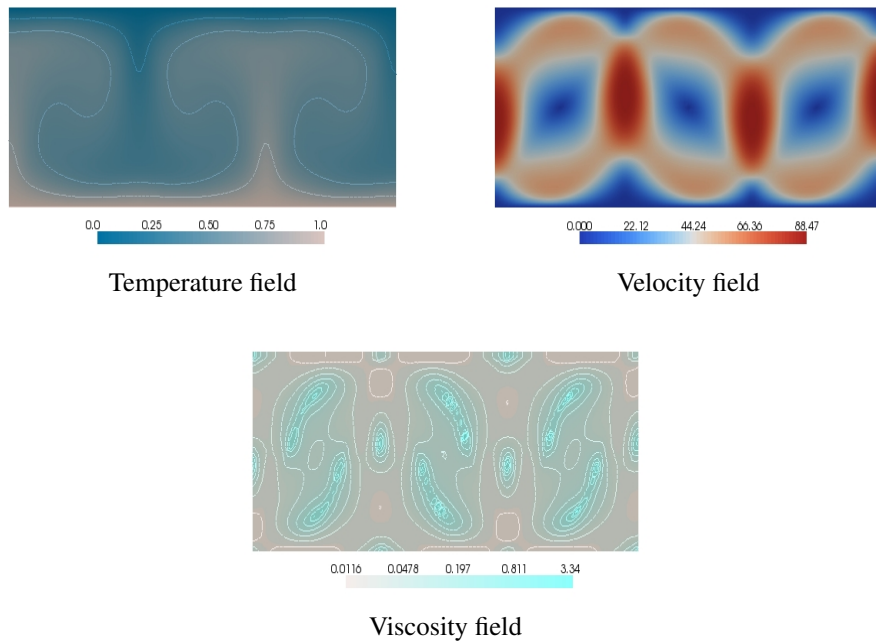 0.0 0.25 0.50 0.75 1.0
Temperature field
0.000 22.12 44.24 66.36 88.47
Velocity field
0.0116 0.0478 0.197 0.811 3.34
Viscosity field